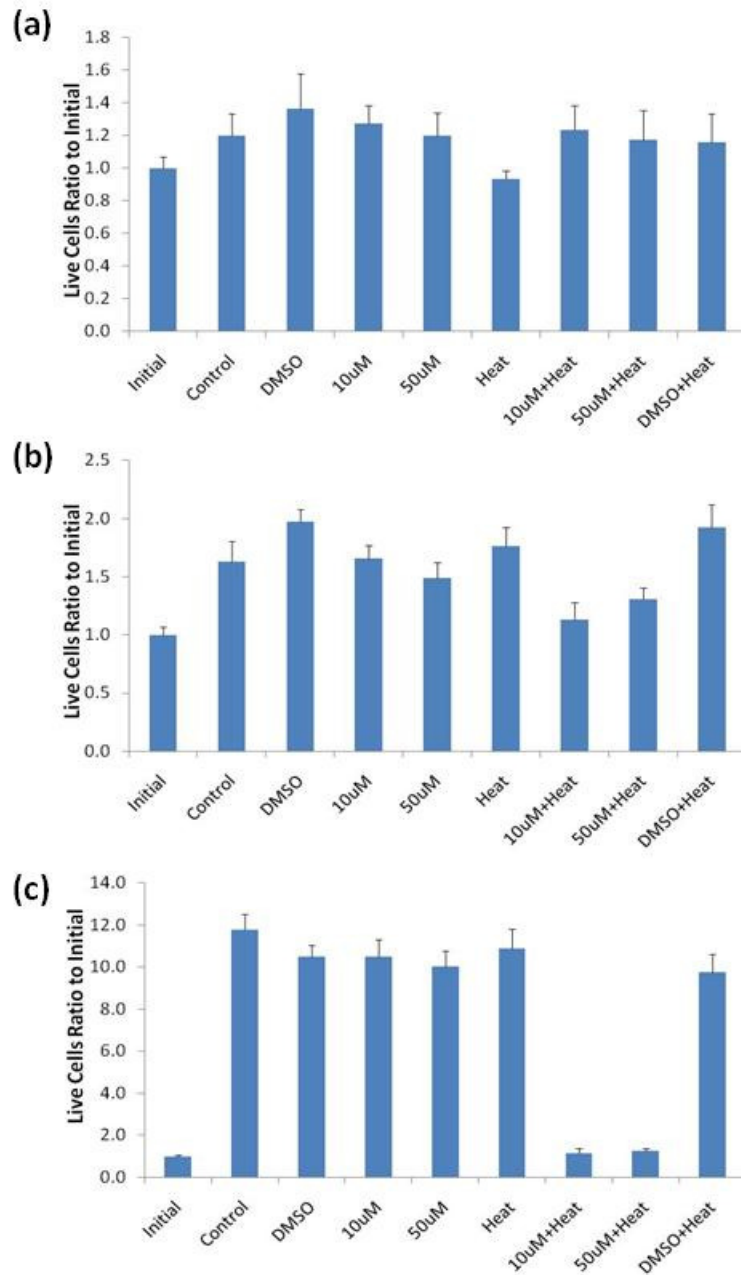 (a)
Live Cells Ratio to Initial
1.8
1.6
1.4
1.2
1.0
0.8
0.6
0.4
0.2
0.0
Initial
Control
DMSO
10uM
50uM
Heat
10uM+Heat
50uM+Heat
DMSO+Heat
(b)
Live Cells Ratio to Initial
2.5
2.0
1.5
1.0
0.5
0.0
Initial
Control
DMSO
10uM
50uM
Heat
10uM+Heat
50uM+Heat
DMSO+Heat
(c)
Live Cells Ratio to Initial
14.0
12.0
10.0
8.0
6.0
4.0
2.0
0.0
Initial
Control
DMSO
10uM
50uM
Heat
10uM+Heat
50uM+Heat
DMSO+Heat